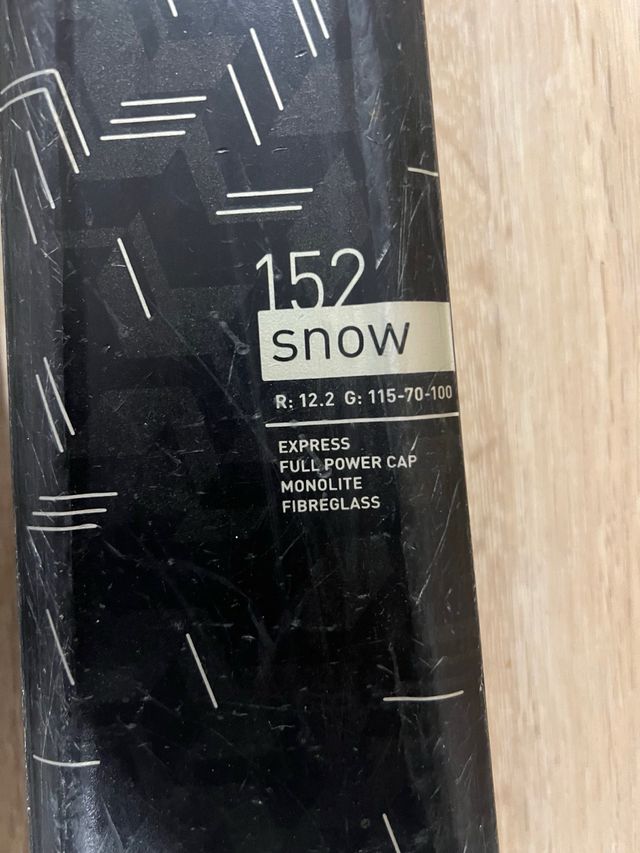 152
snow
R: 12.2 G: 115-70-100
EXPRESS
FULL POWER CAP
MONOLITE
FIBREGLASS